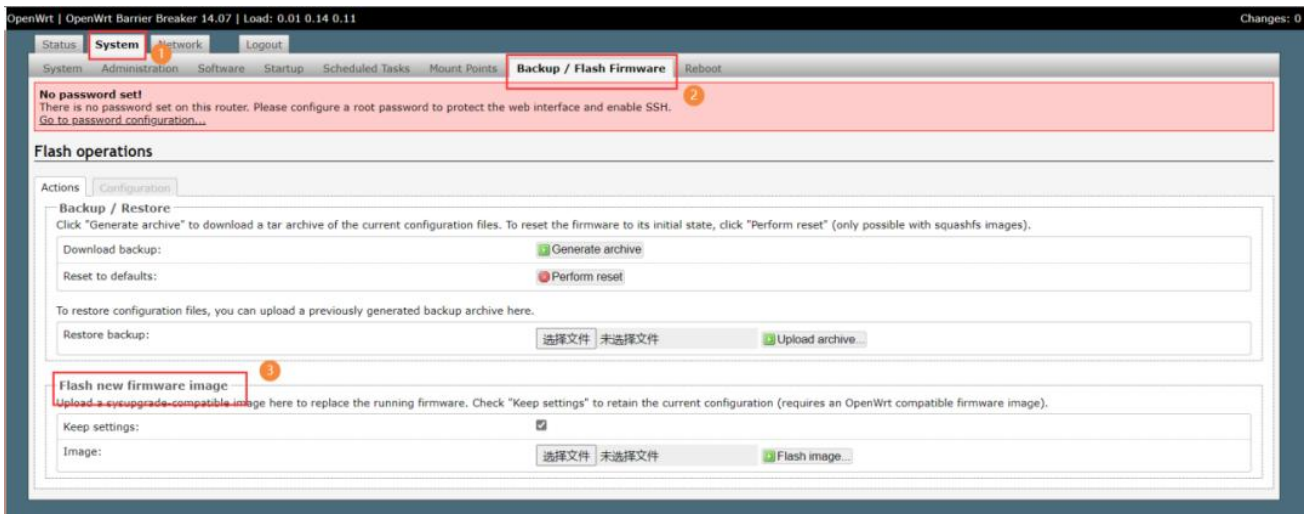 OpenWrt | OpenWrt Barrier Breaker 14.07 | Load: 0.01 0.14 0.11 Changes: 0
Status System Network Logout
1
System Administration Software Startup Scheduled Tasks Mount Points Backup / Flash Firmware Reboot
2
No password set!
There is no password set on this router. Please configure a root password to protect the web interface and enable SSH.
Go to password configuration...
Flash operations
Actions Configuration
Backup / Restore
Click "Generate archive" to download a tar archive of the current configuration files. To reset the firmware to its initial state, click "Perform reset" (only possible with squashfs images).
Download backup: Generate archive
Reset to defaults: Perform reset
To restore configuration files, you can upload a previously generated backup archive here.
Restore backup: 选择文件 未选择文件 Upload archive...
3
Flash new firmware image
Upload a sysupgrade-compatible image here to replace the running firmware. Check "Keep settings" to retain the current configuration (requires an OpenWrt compatible firmware image).
Keep settings:
Image: 选择文件 未选择文件 Flash image...